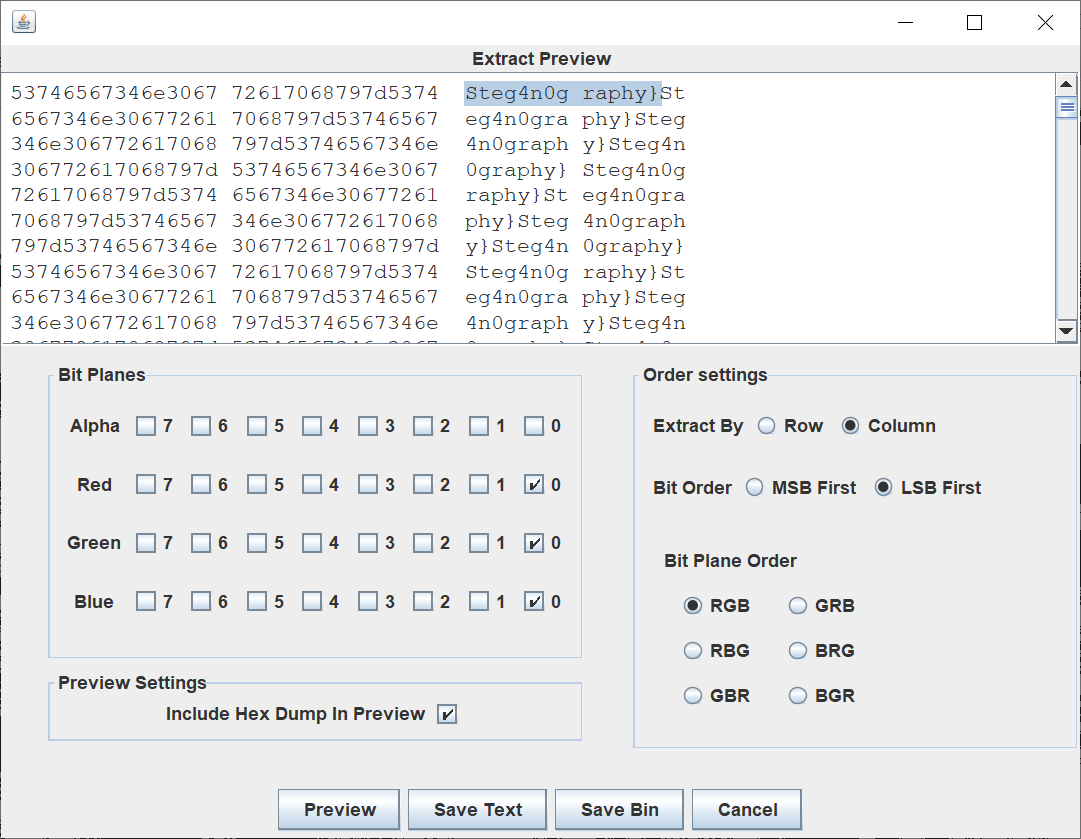 Extract Preview
53746567346e3067 72617068797d5374 Steg4n0g raphy}St
6567346e30677261 7068797d53746567 eg4n0gra phy}Steg
346e306772617068 797d53746567346e 4n0graph y}Steg4n
306772617068797d 53746567346e3067 0graphy} Steg4n0g
72617068797d5374 6567346e30677261 raphy}St eg4n0gra
7068797d53746567 346e306772617068 phy}Steg 4n0graph
797d53746567346e 306772617068797d y}Steg4n 0graphy}
53746567346e3067 72617068797d5374 Steg4n0g raphy}St
6567346e30677261 7068797d53746567 eg4n0gra phy}Steg
346e306772617068 797d53746567346e 4n0graph y}Steg4n
Bit Planes
Alpha 7 6 5 4 3 2 1 0
Red 7 6 5 4 3 2 1 0
Green 7 6 5 4 3 2 1 0
Blue 7 6 5 4 3 2 1 0
Preview Settings
Include Hex Dump In Preview
Order settings
Extract By Row Column
Bit Order MSB First LSB First
Bit Plane Order
RGB GRB
RBG BRG
GBR BGR
Preview Save Text Save Bin Cancel